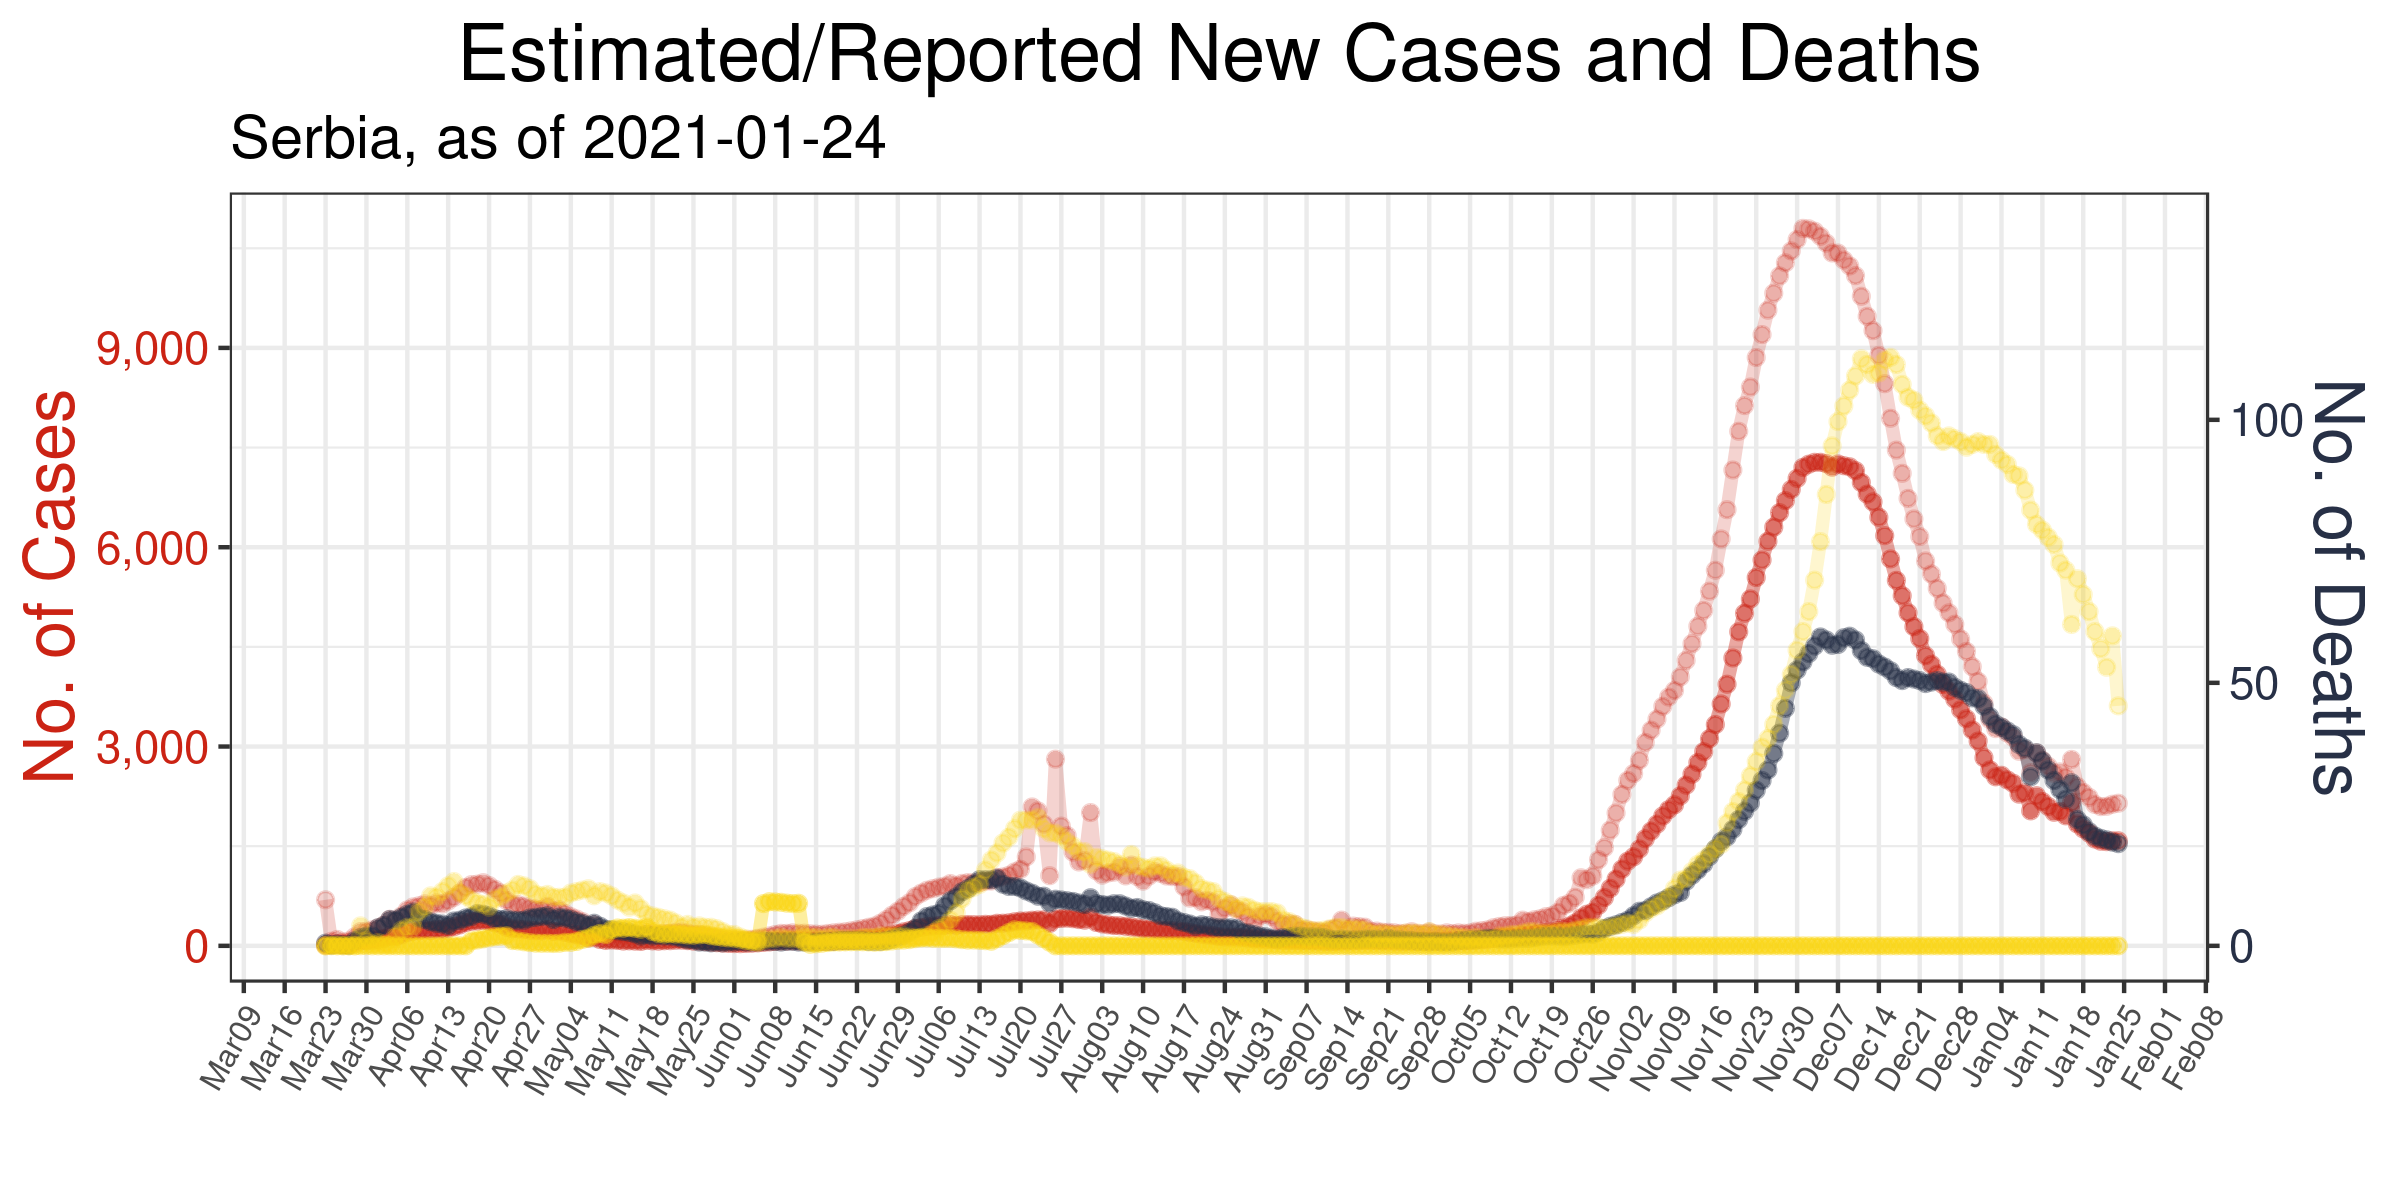 Estimated/Reported New Cases and Deaths
Serbia, as of 2021-01-24
No. of Cases
9,000
6,000
3,000
0
No. of Deaths
100
50
0
Mar09
Mar16
Mar23
Mar30
Apr06
Apr13
Apr20
Apr27
May04
May11
May18
May25
Jun01
Jun08
Jun15
Jun22
Jun29
Jul06
Jul13
Jul20
Jul27
Aug03
Aug10
Aug17
Aug24
Aug31
Sep07
Sep14
Sep21
Sep28
Oct05
Oct12
Oct19
Oct26
Nov02
Nov09
Nov16
Nov23
Nov30
Dec07
Dec14
Dec21
Dec28
Jan04
Jan11
Jan18
Jan25
Feb01
Feb08